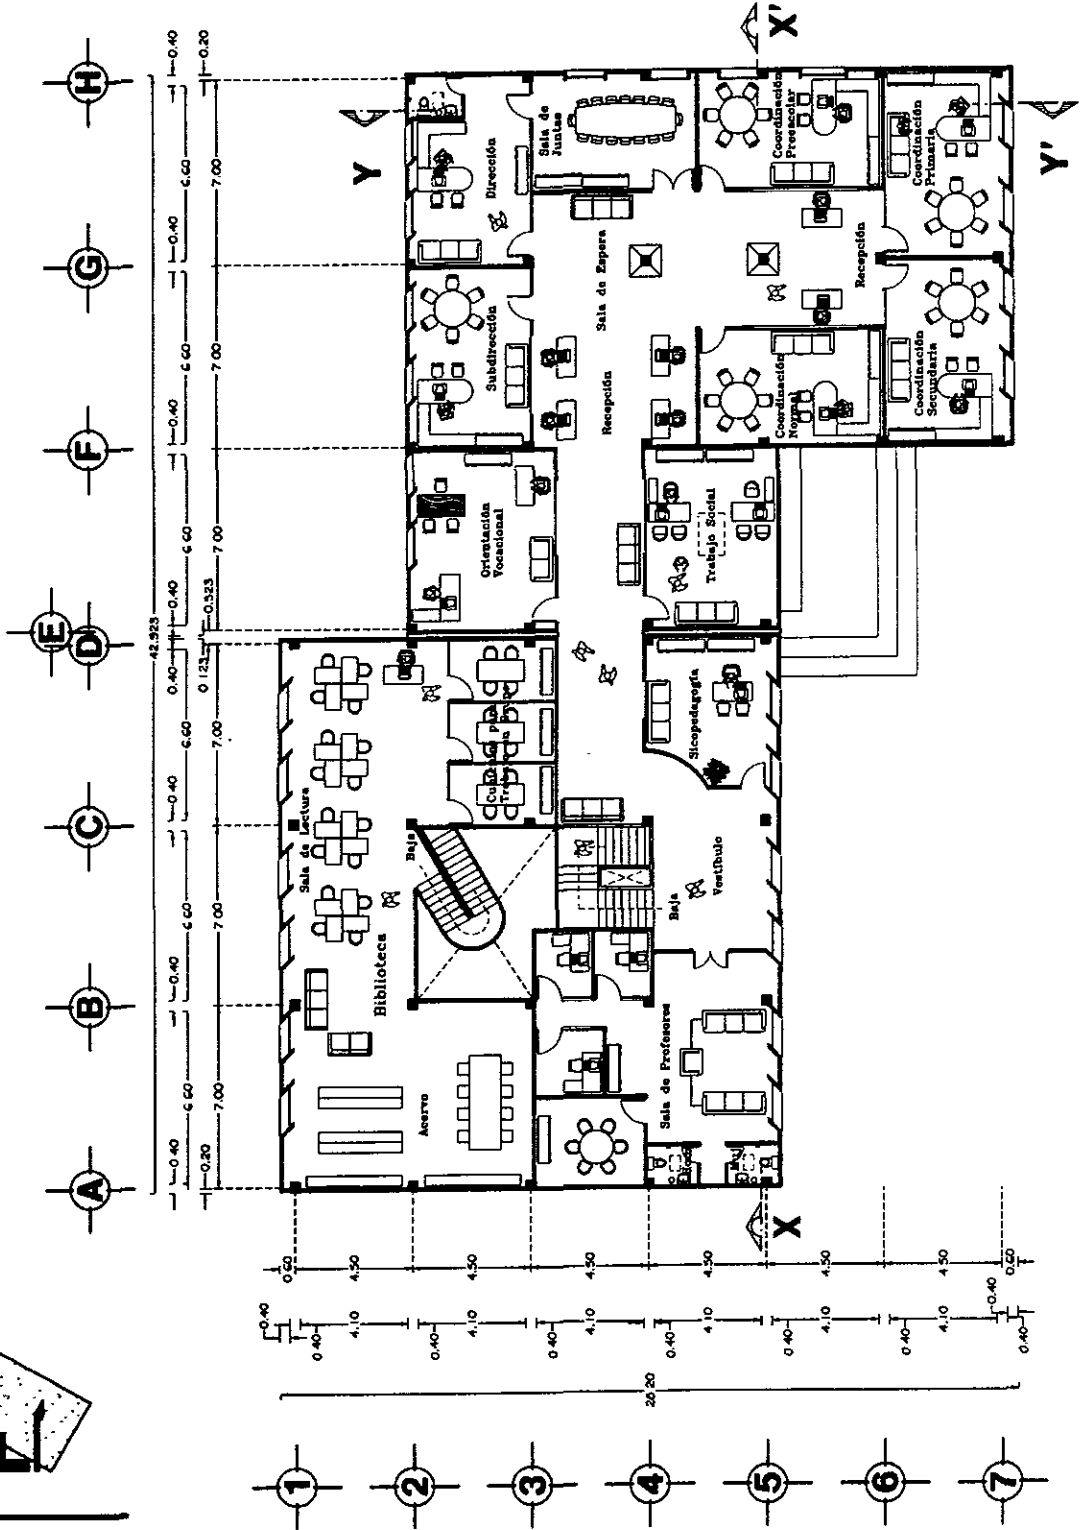 H
G
F
E
D
C
B
A
0.40
0.20
42.923
6.60
7.00
0.40
6.60
7.00
0.40
6.60
7.00
0.40
0.523
0.123
0.40
6.60
7.00
0.40
6.60
7.00
0.40
6.60
7.00
0.40
0.20
X'
Y
Y'
X
Dirección
Sala de
Juntas
Coordinación
Preescolar
Coordinación
Primaria
Subdirección
Sala de Espera
Recepción
Recepción
Coordinación
Normal
Coordinación
Secundaria
Orientación
Vocacional
Trabajo Social
Sicopedagogía
Sala de Lectura
Baja
Biblioteca
Acervo
Baja
Vestíbulo
Sala de Profesores
0.60
4.50
4.50
4.50
4.50
4.50
4.50
0.60
0.40
0.40
4.10
0.40
4.10
0.40
4.10
0.40
4.10
0.40
4.10
0.40
4.10
0.40
0.40
1
2
3
4
5
6
7